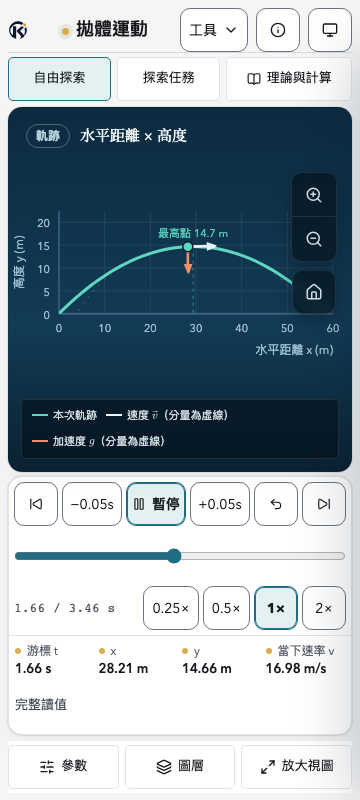 拋體運動
工具
自由探索
探索任務
理論與計算
軌跡
水平距離 × 高度
最高點 14.7 m
高度 y (m)
20
15
10
5
0
0 10 20 30 40 50 60
水平距離 x (m)
本次軌跡 速度 v⃗ (分量為虛線)
加速度 g (分量為虛線)
−0.05s
暫停
+0.05s
1.66 / 3.46 s
0.25×
0.5×
1×
2×
游標 t x y 當下速率 v
1.66 s 28.21 m 14.66 m 16.98 m/s
完整讀值
參數
圖層
放大視圖